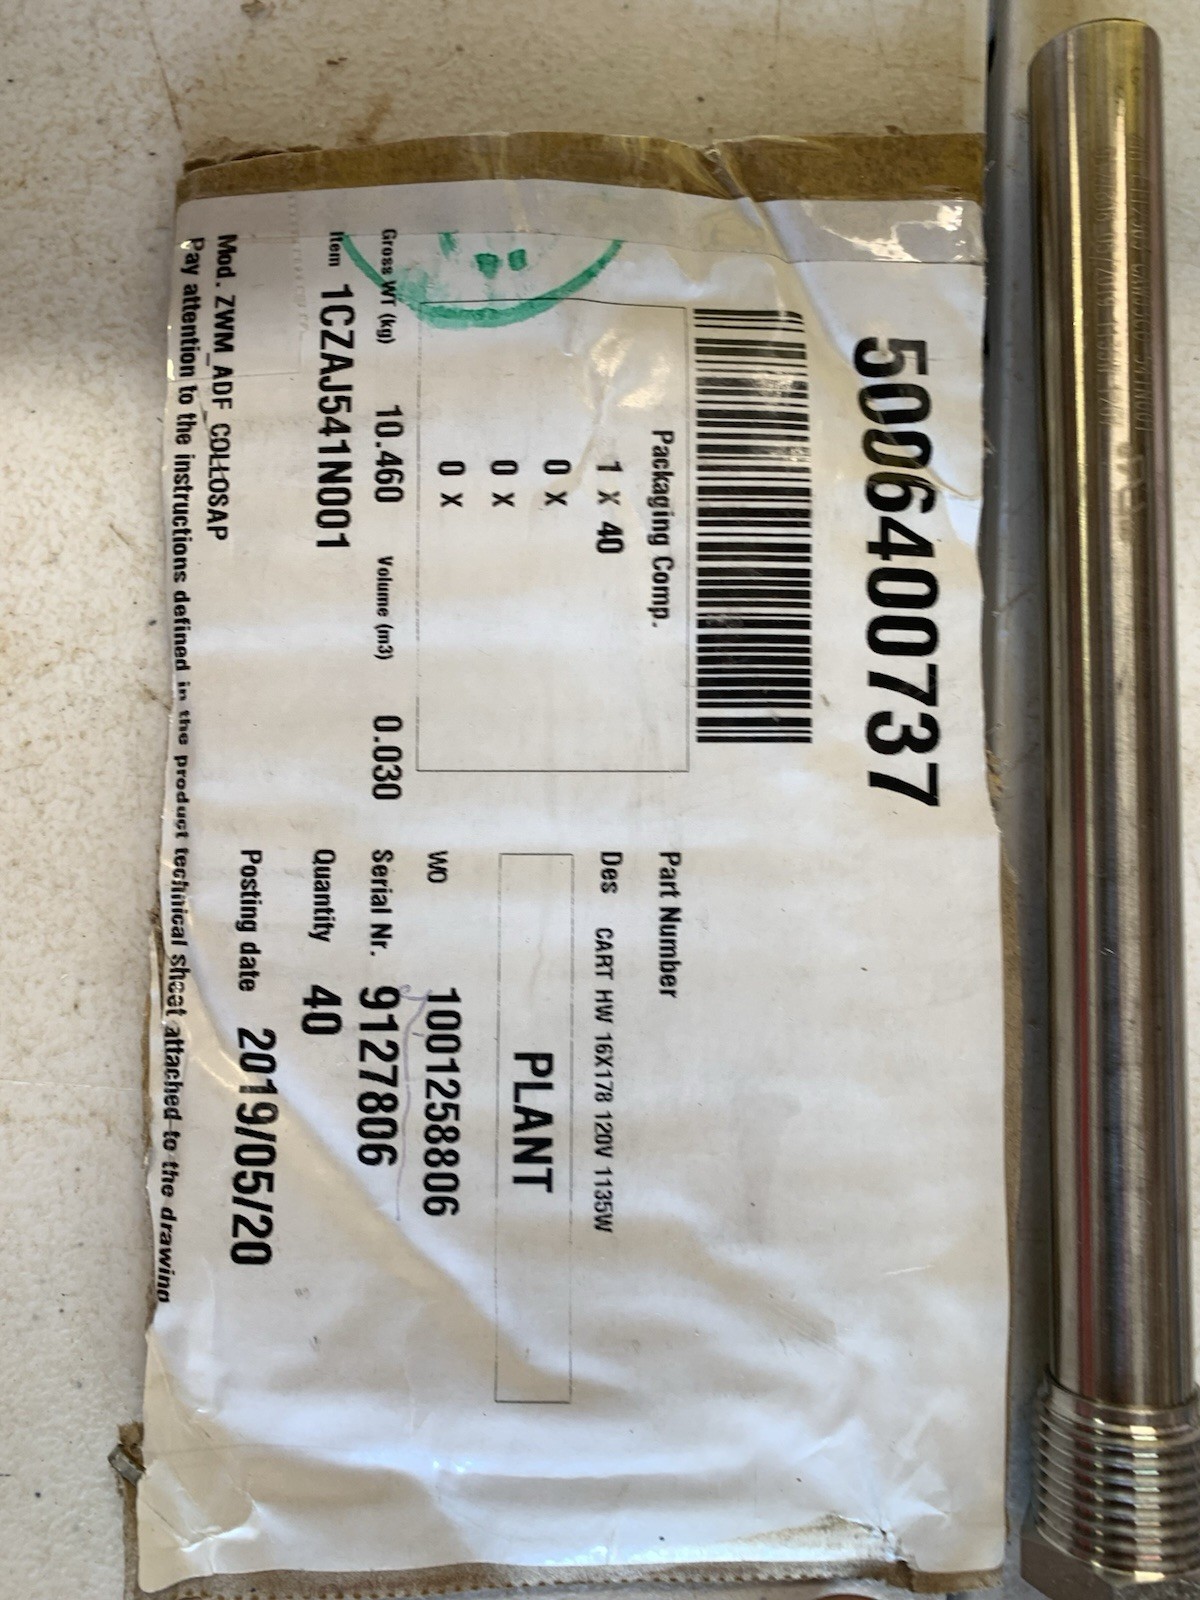 5006400737
Packaging Comp.
1 X 40
0 X
0 X
0 X
Gross WT (kg) 10.460 Volume (m3) 0.030
Item 1CZAJ541N001
Part Number
Des CART HW 16X178 120V 1135W
PLANT
WO 1001258806
Serial Nr. 9127806
Quantity 40
Posting date 2019/05/20
Mod. ZWM_ADF_COLLOSAP
Pay attention to the instructions defined in the product technical sheet attached to the drawing